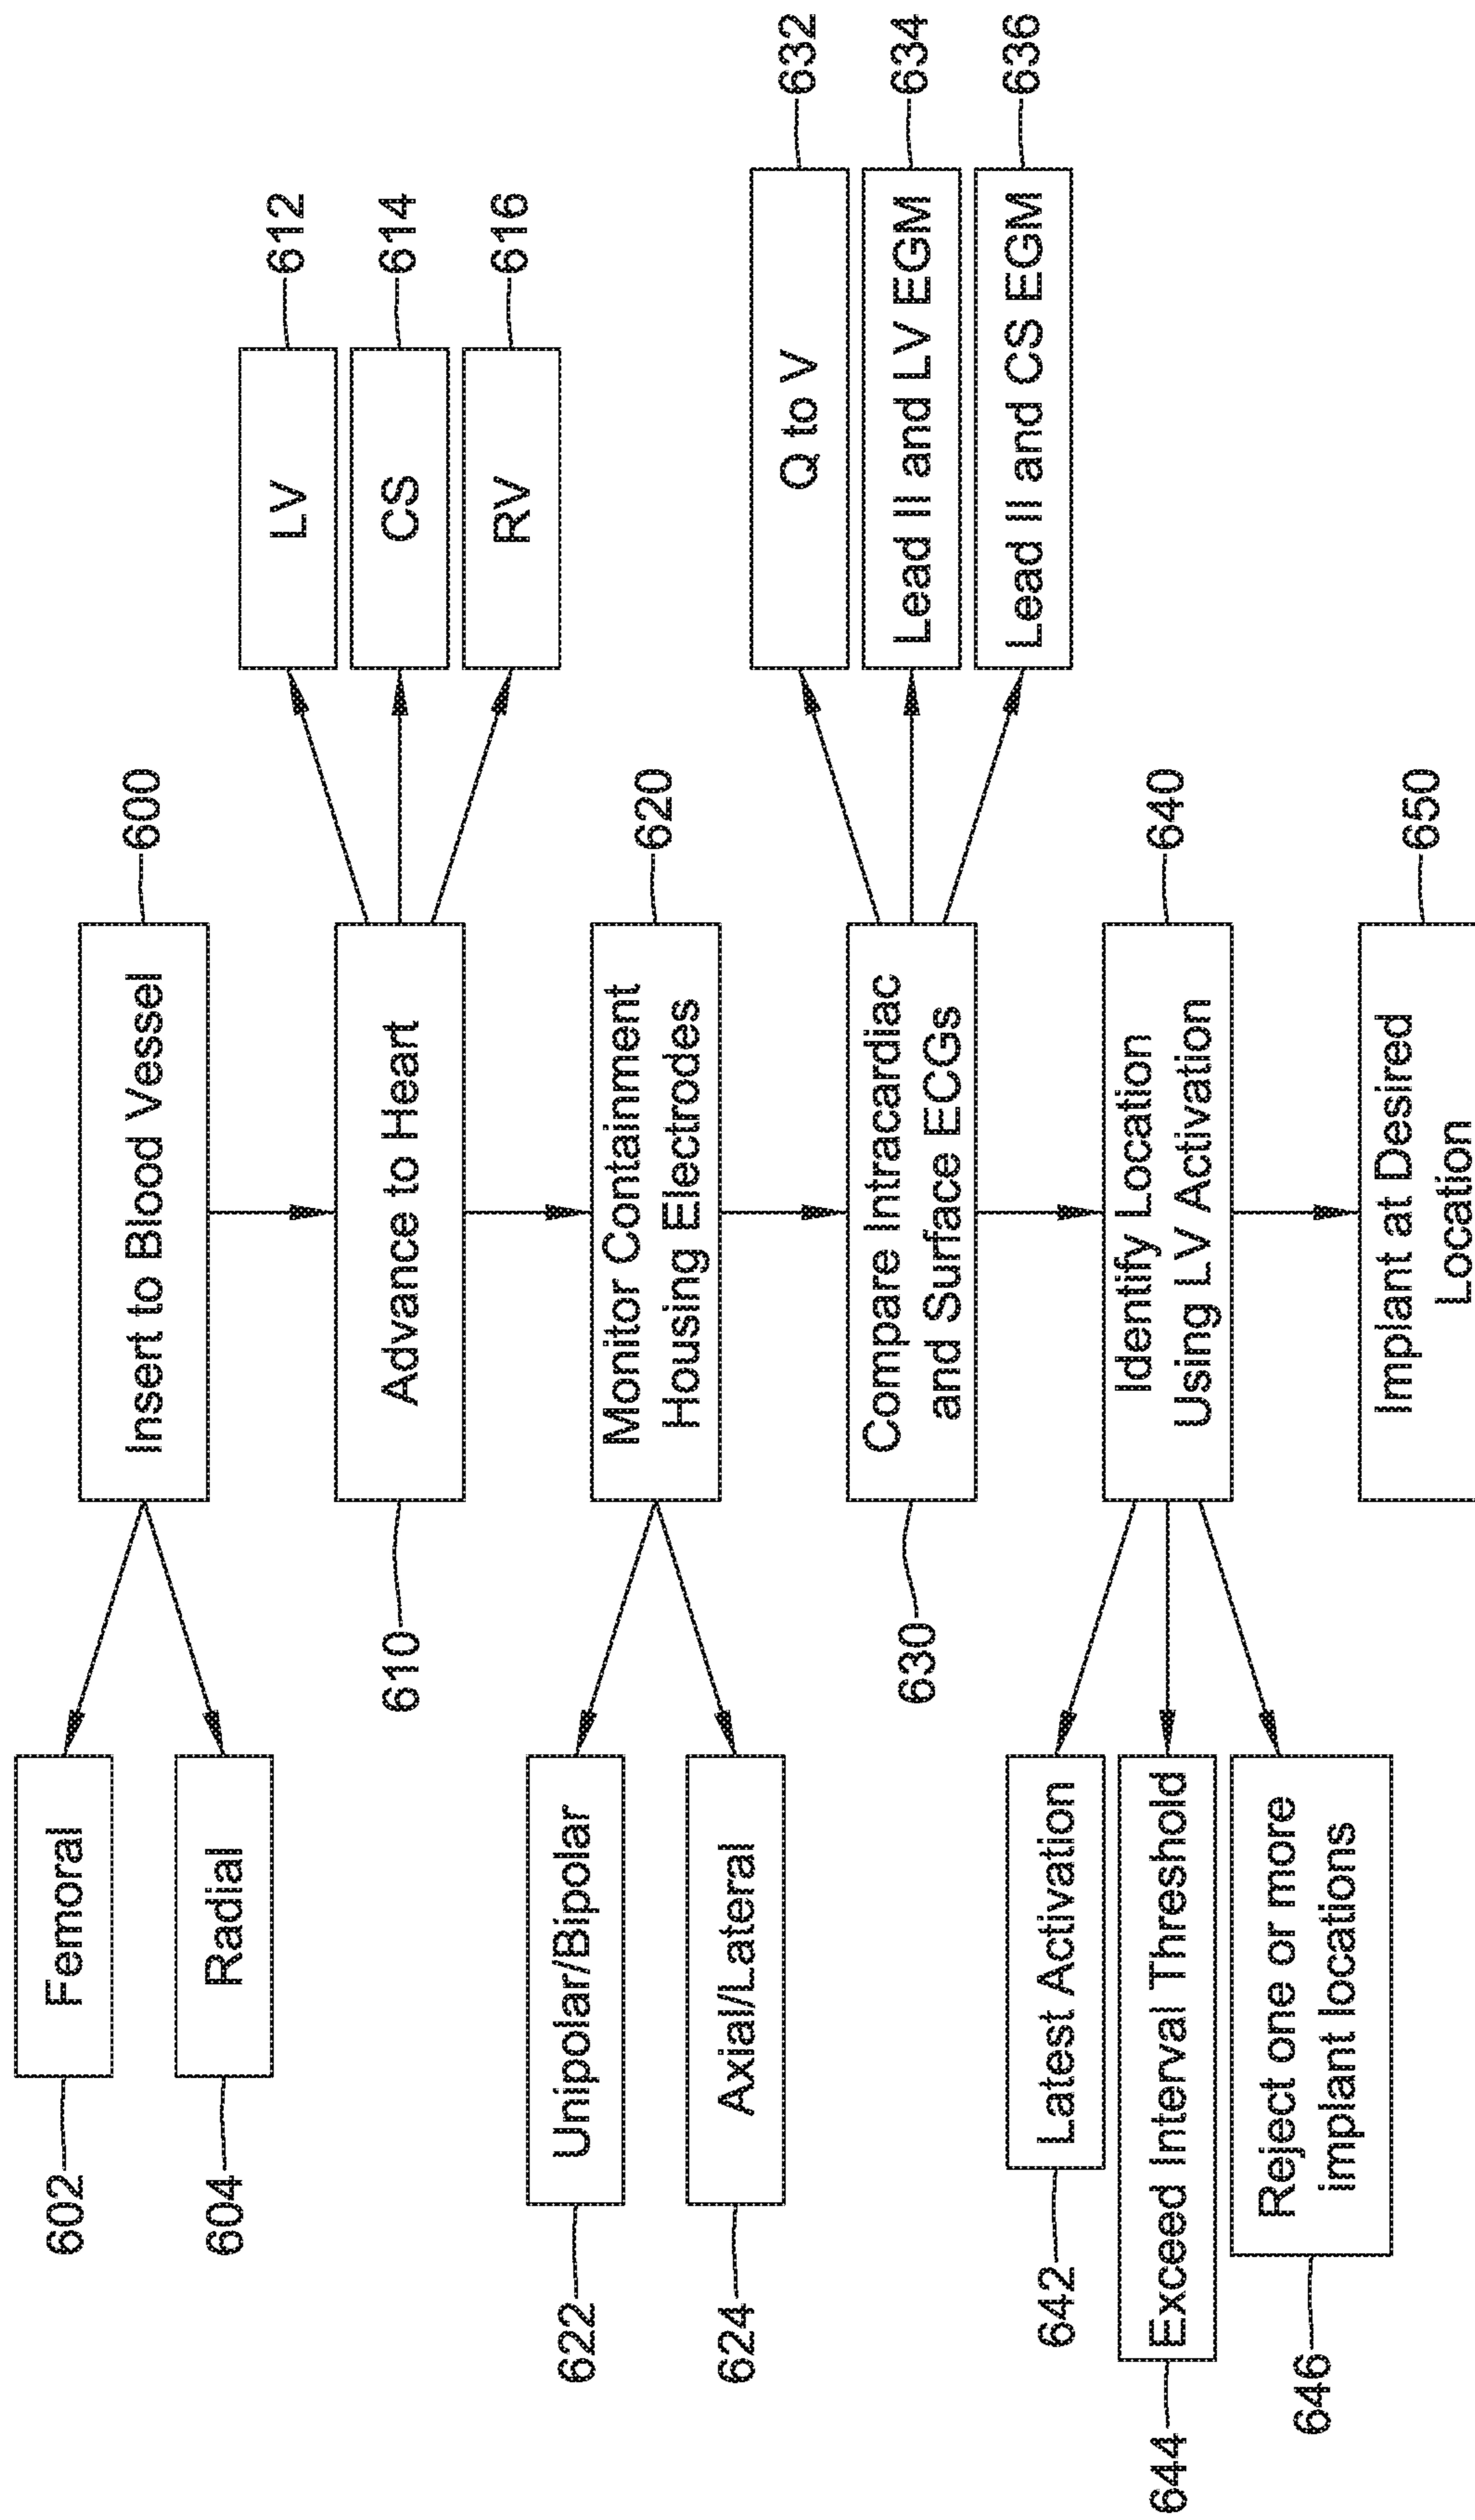 602
Femoral
604
Radial
Insert to Blood Vessel
600
610
Advance to Heart
LV
612
CS
614
RV
616
622
Unipolar/Bipolar
624
Axial/Lateral
Monitor Containment
Housing Electrodes
620
630
Compare Intracardiac
and Surface ECGs
Q to V
632
Lead III and LV EGM
634
Lead II and CS EGM
636
642
Latest Activation
644
Exceed Interval Threshold
646
Reject one or more
implant locations
Identify Location
Using LV Activation
640
Implant at Desired
Location
650